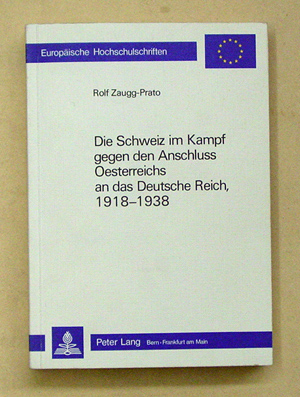 Europäische Hochschulschriften
Rolf Zaugg-Prato
Die Schweiz im Kampf
gegen den Anschluss
Oesterreichs
an das Deutsche Reich,
1918–1938
Peter Lang Bern · Frankfurt am Main